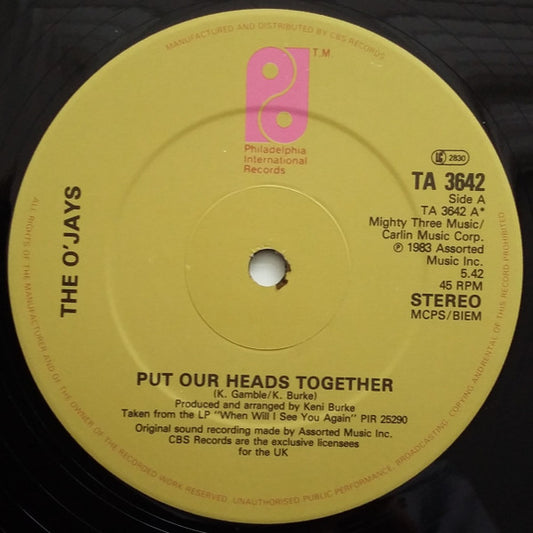 MANUFACTURED AND DISTRIBUTED BY CBS RECORDS
T.M.
Philadelphia
International
Records
LC 2830
TA 3642
Side A
TA 3642 A*
Mighty Three Music/
Carlin Music Corp.
℗ 1983 Assorted
Music Inc.
5.42
45 RPM
STEREO
MCPS/BIEM
THE O'JAYS
PUT OUR HEADS TOGETHER
(K. Gamble/K. Burke)
Produced and arranged by Keni Burke
Taken from the LP "When Will I See You Again" PIR 25290
Original sound recording made by Assorted Music Inc.
CBS Records are the exclusive licensees
for the UK
ALL RIGHTS OF THE MANUFACTURER AND OF THE OWNER OF THE RECORDED WORK RESERVED. UNAUTHORISED PUBLIC PERFORMANCE, BROADCASTING, COPYING AND RENTAL OF THIS RECORD PROHIBITED